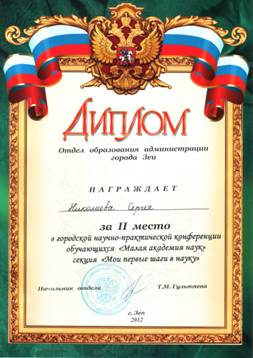 ДИПЛОМ
Отдел образования администрации
города Зеи
НАГРАЖДАЕТ
Николаева Сергея
за II место
в городской научно-практической конференции
обучающихся «Малая академия наук»
секция «Мои первые шаги в науку»
Начальник отдела
Т.М. Гультяева
г. Зея
2012